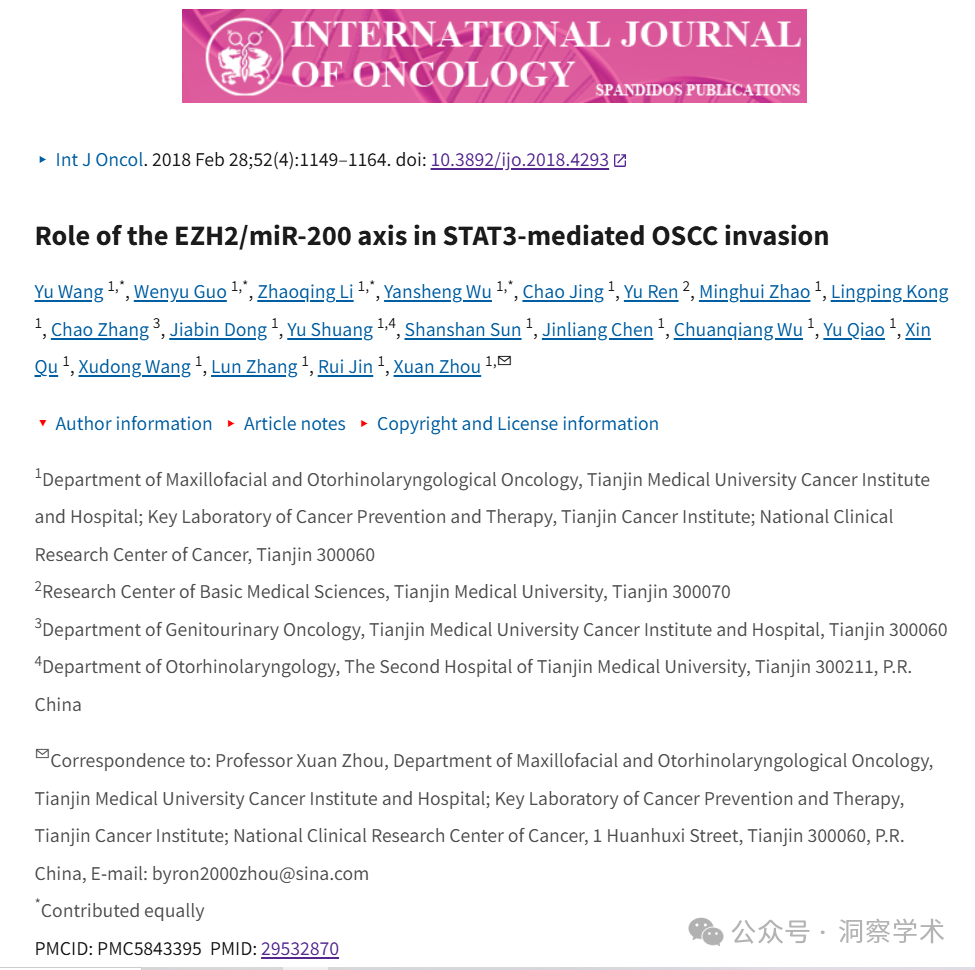 INTERNATIONAL JOURNAL
OF ONCOLOGY
SPANDIDOS PUBLICATIONS
Int J Oncol. 2018 Feb 28;52(4):1149–1164. doi: 10.3892/ijo.2018.4293
Role of the EZH2/miR-200 axis in STAT3-mediated OSCC invasion
Yu Wang 1,*, Wenyu Guo 1,*, Zhaoqing Li 1,*, Yansheng Wu 1,*, Chao Jing 1, Yu Ren 2, Minghui Zhao 1, Lingping Kong
1, Chao Zhang 3, Jiabin Dong 1, Yu Shuang 1,4, Shanshan Sun 1, Jinliang Chen 1, Chuanqiang Wu 1, Yu Qiao 1, Xin
Qu 1, Xudong Wang 1, Lun Zhang 1, Rui Jin 1, Xuan Zhou 1,✉
Author information Article notes Copyright and License information
1Department of Maxillofacial and Otorhinolaryngological Oncology, Tianjin Medical University Cancer Institute
and Hospital; Key Laboratory of Cancer Prevention and Therapy, Tianjin Cancer Institute; National Clinical
Research Center of Cancer, Tianjin 300060
2Research Center of Basic Medical Sciences, Tianjin Medical University, Tianjin 300070
3Department of Genitourinary Oncology, Tianjin Medical University Cancer Institute and Hospital, Tianjin 300060
4Department of Otorhinolaryngology, The Second Hospital of Tianjin Medical University, Tianjin 300211, P.R.
China
✉Correspondence to: Professor Xuan Zhou, Department of Maxillofacial and Otorhinolaryngological Oncology,
Tianjin Medical University Cancer Institute and Hospital; Key Laboratory of Cancer Prevention and Therapy,
Tianjin Cancer Institute; National Clinical Research Center of Cancer, 1 Huanhuxi Street, Tianjin 300060, P.R.
China, E-mail: byron2000zhou@sina.com
*Contributed equally
PMCID: PMC5843395 PMID: 29532870
公众号 · 洞察学术